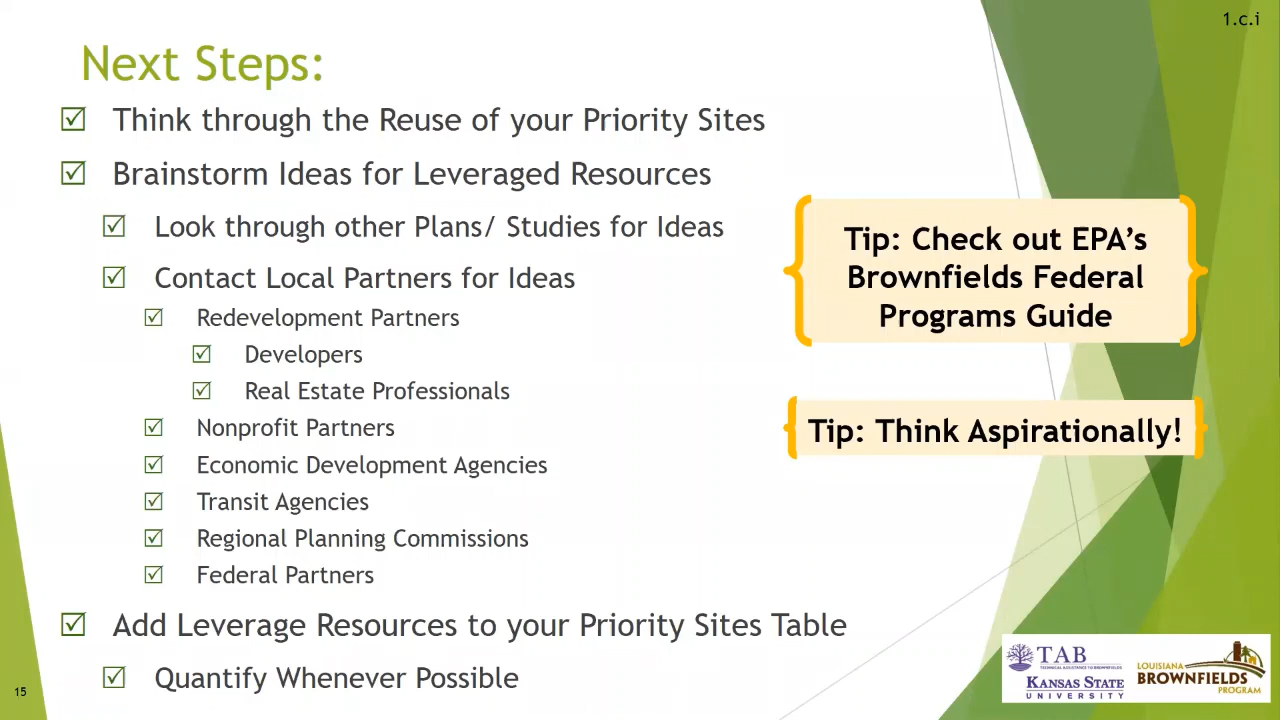 1.c.i
Next Steps:
Think through the Reuse of your Priority Sites
Brainstorm Ideas for Leveraged Resources
Look through other Plans/ Studies for Ideas
Contact Local Partners for Ideas
Redevelopment Partners
Developers
Real Estate Professionals
Nonprofit Partners
Economic Development Agencies
Transit Agencies
Regional Planning Commissions
Federal Partners
Add Leverage Resources to your Priority Sites Table
Quantify Whenever Possible
Tip: Check out EPA’s
Brownfields Federal
Programs Guide
Tip: Think Aspirationally!
15
TAB
TECHNICAL ASSISTANCE TO BROWNFIELDS
KANSAS STATE
UNIVERSITY
LOUISIANA
BROWNFIELDS
PROGRAM